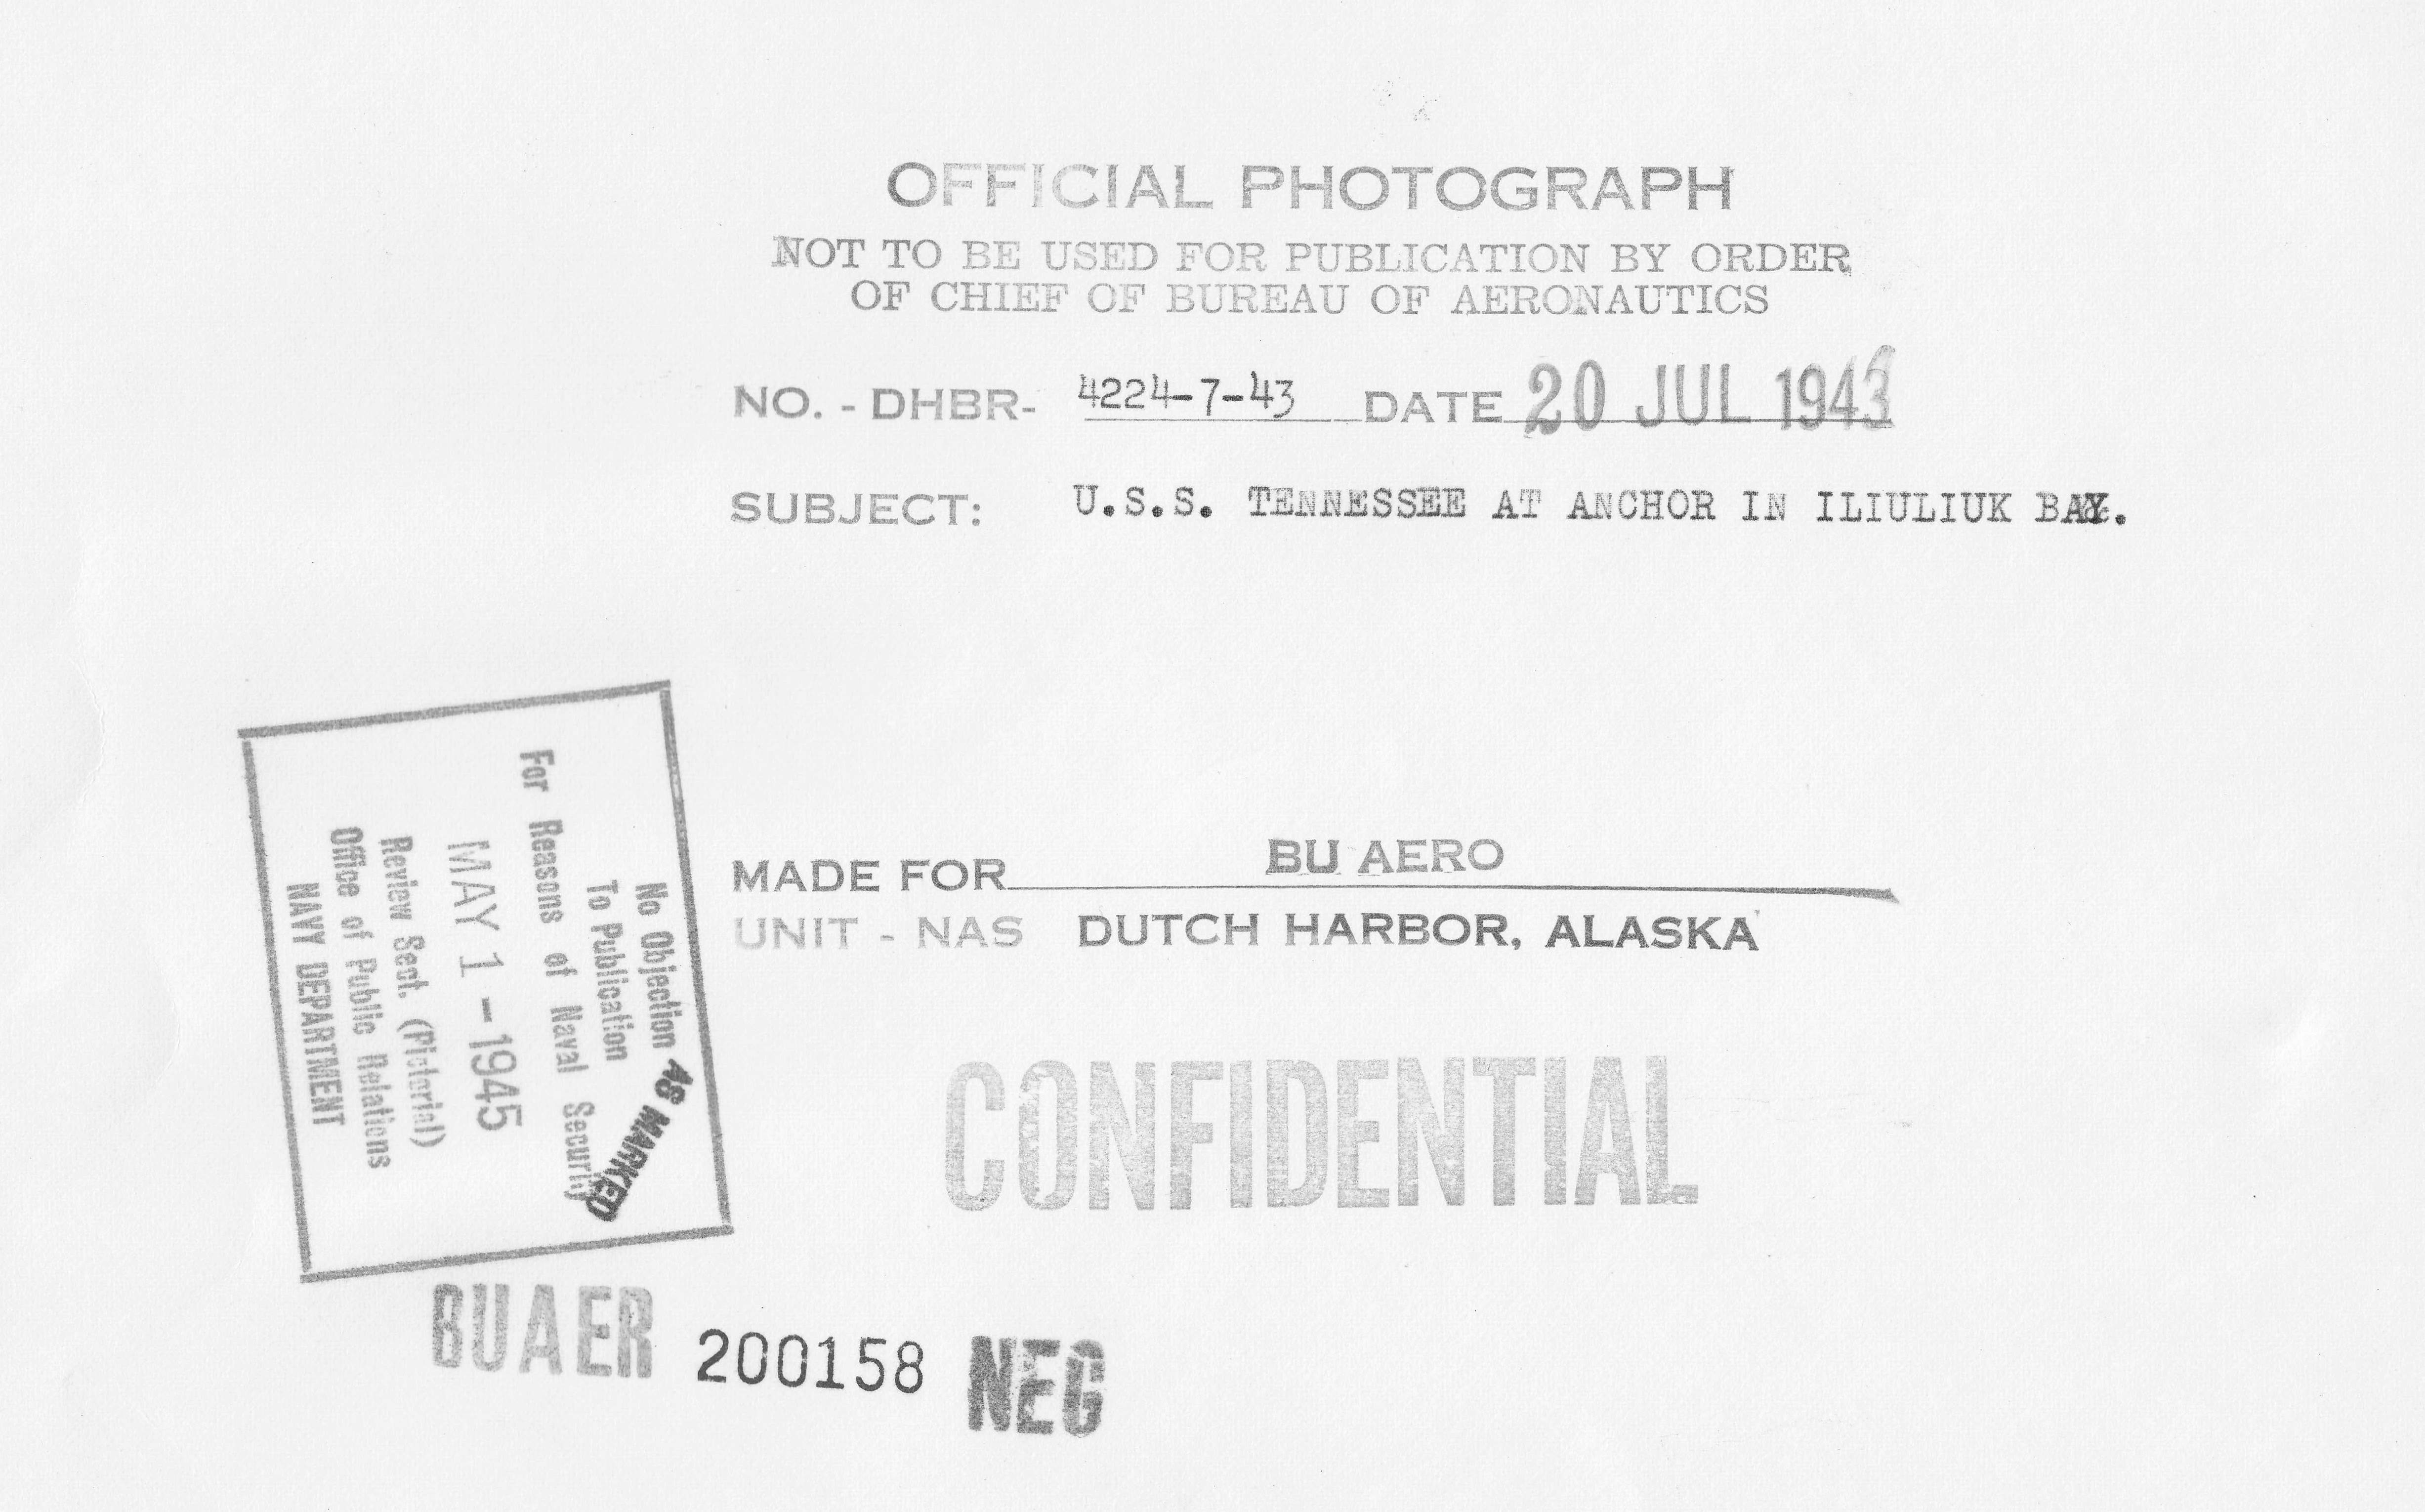 OFFICIAL PHOTOGRAPH
NOT TO BE USED FOR PUBLICATION BY ORDER
OF CHIEF OF BUREAU OF AERONAUTICS
NO. - DHBR- 4224-7-43 DATE 20 JUL 1943
SUBJECT: U.S.S. TENNESSEE AT ANCHOR IN ILIULIUK BAY.
MADE FOR BU AERO
UNIT - NAS DUTCH HARBOR, ALASKA
No Objection AS MARKED
To Publication
For Reasons of Naval Security
MAY 1 - 1945
Review Sect. (Pictorial)
Office of Public Relations
NAVY DEPARTMENT
CONFIDENTIAL
BUAER 200158 NEG